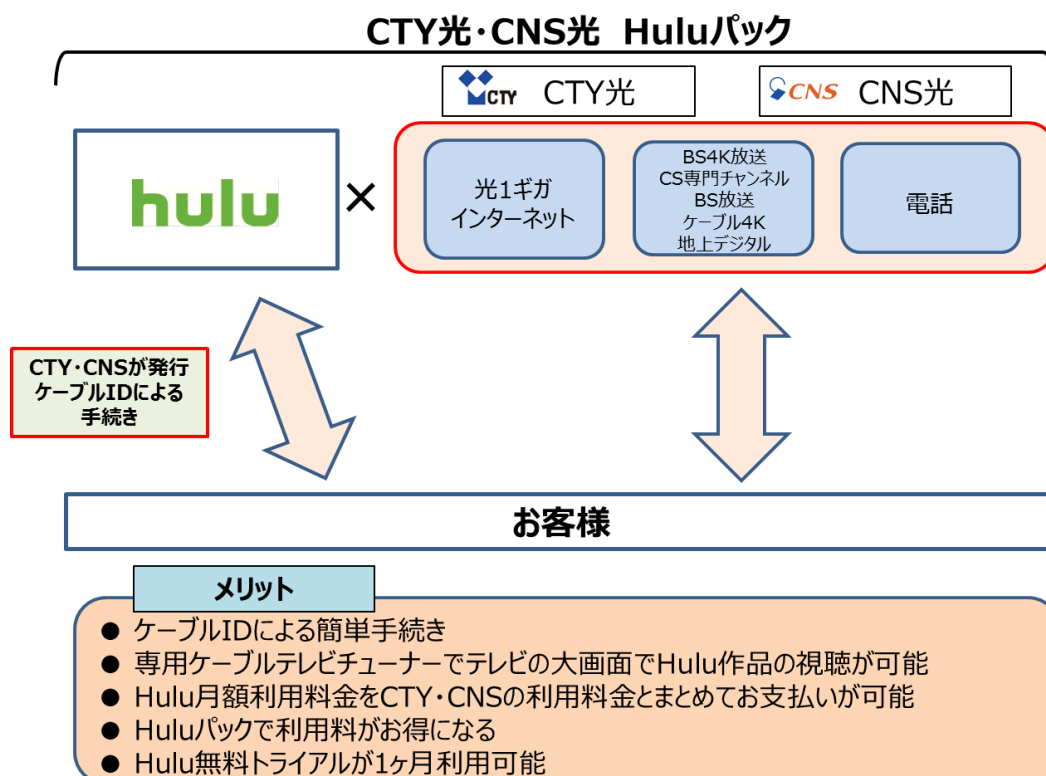 CTY光・CNS光 Huluパック
CTY CTY光
CNS CNS光
hulu
×
光1ギガ
インターネット
BS4K放送
CS専門チャンネル
BS放送
ケーブル4K
地上デジタル
電話
CTY・CNSが発行
ケーブルIDによる
手続き
お客様
メリット
● ケーブルIDによる簡単手続き
● 専用ケーブルテレビチューナーでテレビの大画面でHulu作品の視聴が可能
● Hulu月額利用料金をCTY・CNSの利用料金とまとめてお支払いが可能
● Huluパックで利用料がお得になる
● Hulu無料トライアルが1ヶ月利用可能